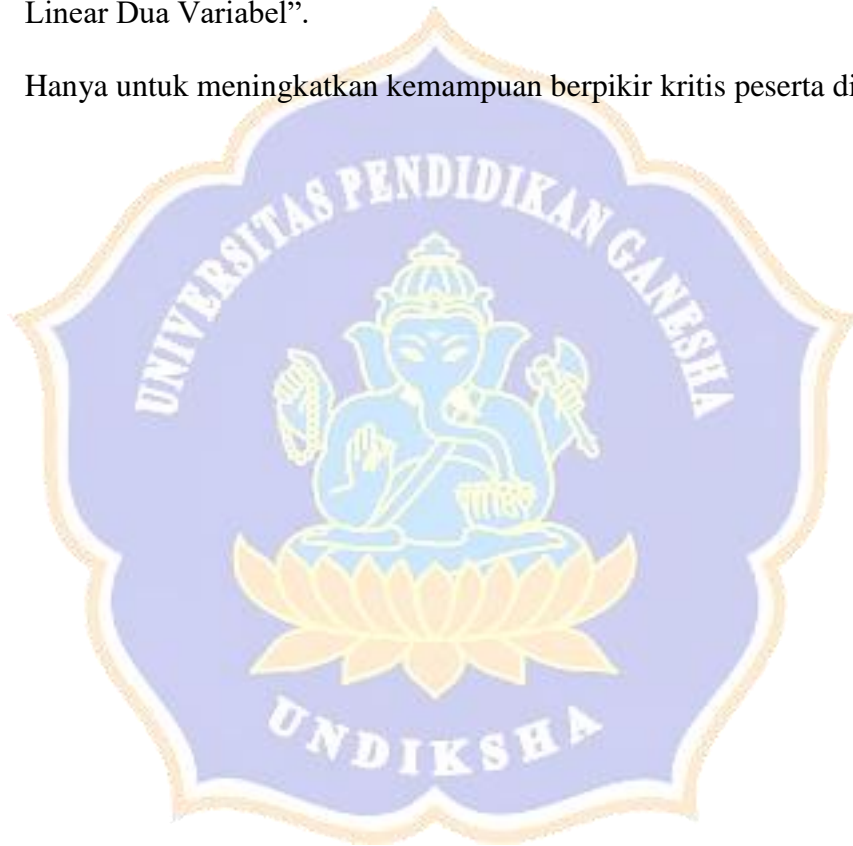 Linear Dua Variabel”.
Hanya untuk meningkatkan kemampuan berpikir kritis peserta di
UNIVERSITAS PENDIDIKAN GANESHA
UNDIKSHA